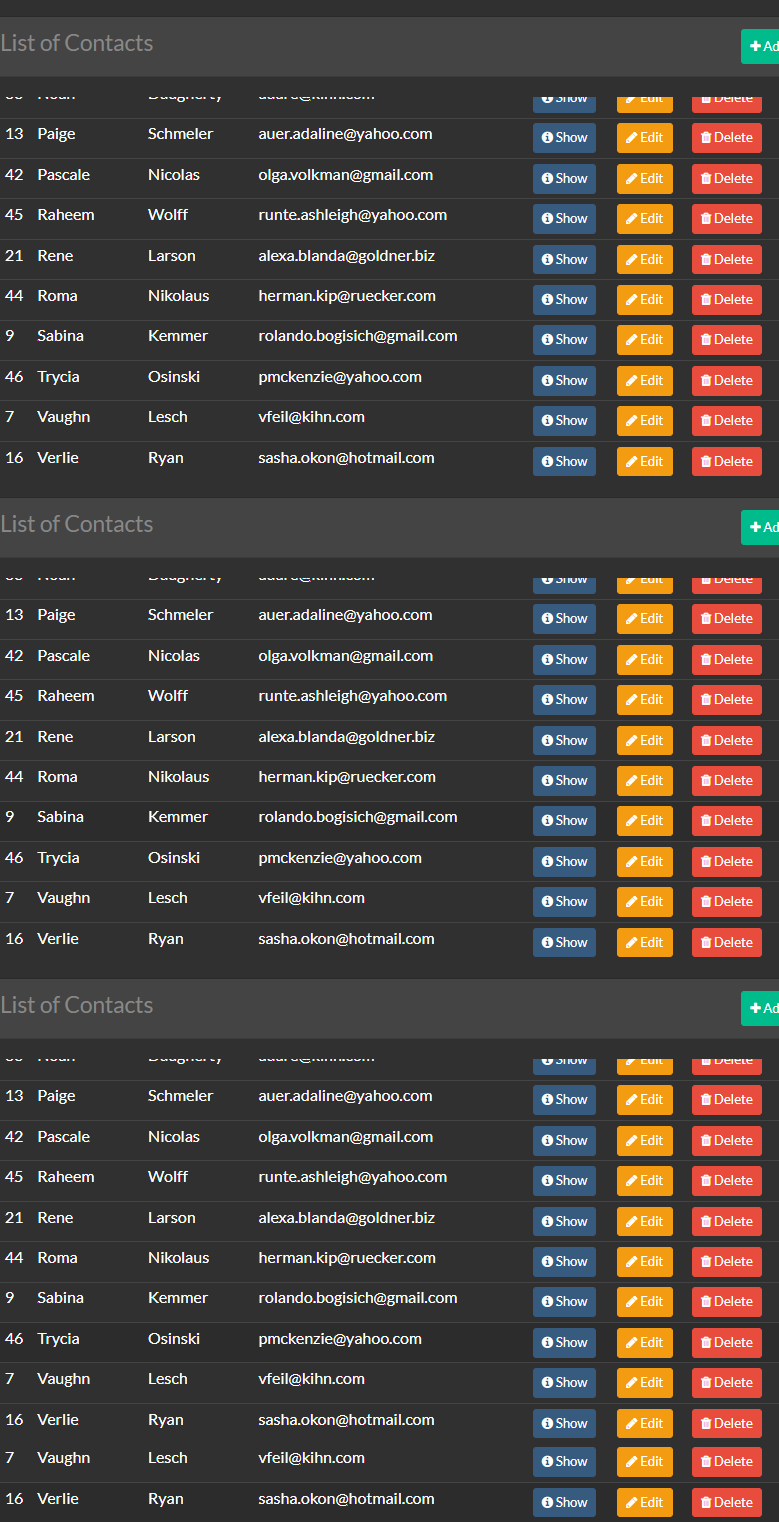 List of Contacts Ad
Show Edit Delete
13 Paige Schmeler auer.adaline@yahoo.com Show Edit Delete
42 Pascale Nicolas olga.volkman@gmail.com Show Edit Delete
45 Raheem Wolff runte.ashleigh@yahoo.com Show Edit Delete
21 Rene Larson alexa.blanda@goldner.biz Show Edit Delete
44 Roma Nikolaus herman.kip@ruecker.com Show Edit Delete
9 Sabina Kemmer rolando.bogisich@gmail.com Show Edit Delete
46 Trycia Osinski pmckenzie@yahoo.com Show Edit Delete
7 Vaughn Lesch vfeil@kihn.com Show Edit Delete
16 Verlie Ryan sasha.okon@hotmail.com Show Edit Delete
List of Contacts Ad
Show Edit Delete
13 Paige Schmeler auer.adaline@yahoo.com Show Edit Delete
42 Pascale Nicolas olga.volkman@gmail.com Show Edit Delete
45 Raheem Wolff runte.ashleigh@yahoo.com Show Edit Delete
21 Rene Larson alexa.blanda@goldner.biz Show Edit Delete
44 Roma Nikolaus herman.kip@ruecker.com Show Edit Delete
9 Sabina Kemmer rolando.bogisich@gmail.com Show Edit Delete
46 Trycia Osinski pmckenzie@yahoo.com Show Edit Delete
7 Vaughn Lesch vfeil@kihn.com Show Edit Delete
16 Verlie Ryan sasha.okon@hotmail.com Show Edit Delete
List of Contacts Ad
Show Edit Delete
13 Paige Schmeler auer.adaline@yahoo.com Show Edit Delete
42 Pascale Nicolas olga.volkman@gmail.com Show Edit Delete
45 Raheem Wolff runte.ashleigh@yahoo.com Show Edit Delete
21 Rene Larson alexa.blanda@goldner.biz Show Edit Delete
44 Roma Nikolaus herman.kip@ruecker.com Show Edit Delete
9 Sabina Kemmer rolando.bogisich@gmail.com Show Edit Delete
46 Trycia Osinski pmckenzie@yahoo.com Show Edit Delete
7 Vaughn Lesch vfeil@kihn.com Show Edit Delete
16 Verlie Ryan sasha.okon@hotmail.com Show Edit Delete
7 Vaughn Lesch vfeil@kihn.com Show Edit Delete
16 Verlie Ryan sasha.okon@hotmail.com Show Edit Delete